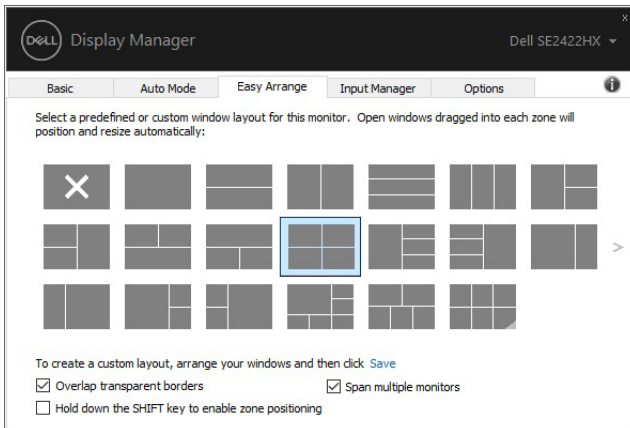 DELL Display Manager
Dell SE2422HX
Basic Auto Mode Easy Arrange Input Manager Options
Select a predefined or custom window layout for this monitor. Open windows dragged into each zone will
position and resize automatically:
To create a custom layout, arrange your windows and then click Save
Overlap transparent borders Span multiple monitors
Hold down the SHIFT key to enable zone positioning